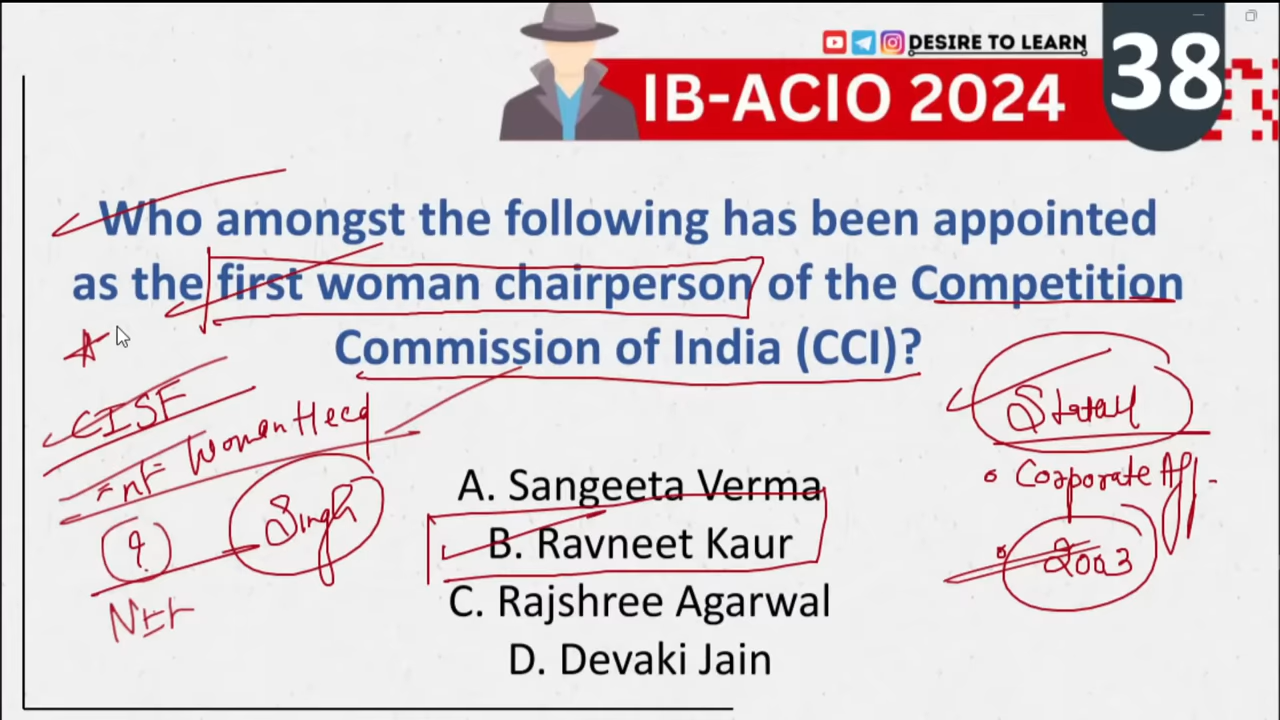 DESIRE TO LEARN
38
IB-ACIO 2024
Who amongst the following has been appointed
as the first woman chairperson of the Competition
Commission of India (CCI)?
CISF
Woman Head
Singh
Corporate Aff.
2003
A. Sangeeta Verma
B. Ravneet Kaur
C. Rajshree Agarwal
D. Devaki Jain